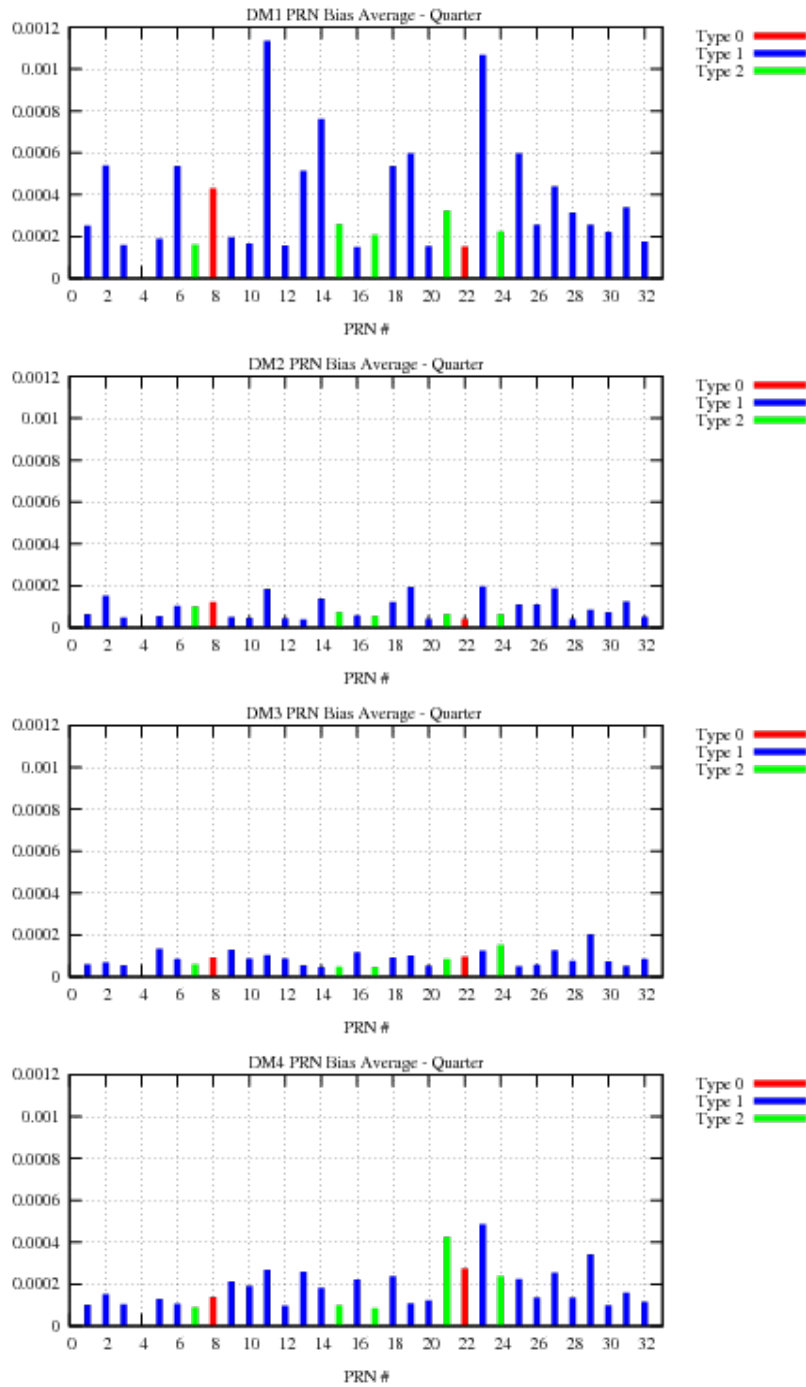 DM1 PRN Bias Average - Quarter
0.0012
0.001
0.0008
0.0006
0.0004
0.0002
0
Type 0
Type 1
Type 2
0 2 4 6 8 10 12 14 16 18 20 22 24 26 28 30 32
PRN #
DM2 PRN Bias Average - Quarter
0.0012
0.001
0.0008
0.0006
0.0004
0.0002
0
Type 0
Type 1
Type 2
0 2 4 6 8 10 12 14 16 18 20 22 24 26 28 30 32
PRN #
DM3 PRN Bias Average - Quarter
0.0012
0.001
0.0008
0.0006
0.0004
0.0002
0
Type 0
Type 1
Type 2
0 2 4 6 8 10 12 14 16 18 20 22 24 26 28 30 32
PRN #
DM4 PRN Bias Average - Quarter
0.0012
0.001
0.0008
0.0006
0.0004
0.0002
0
Type 0
Type 1
Type 2
0 2 4 6 8 10 12 14 16 18 20 22 24 26 28 30 32
PRN #